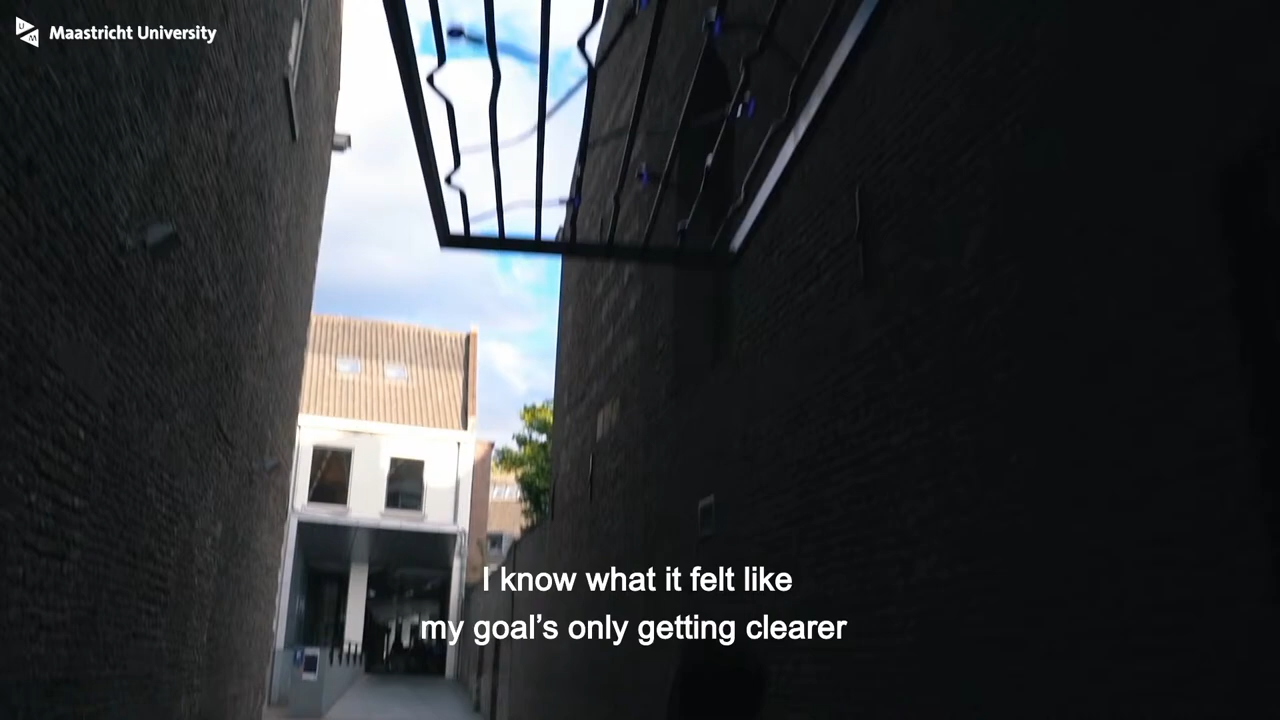 Maastricht University
I know what it felt like
my goal's only getting clearer